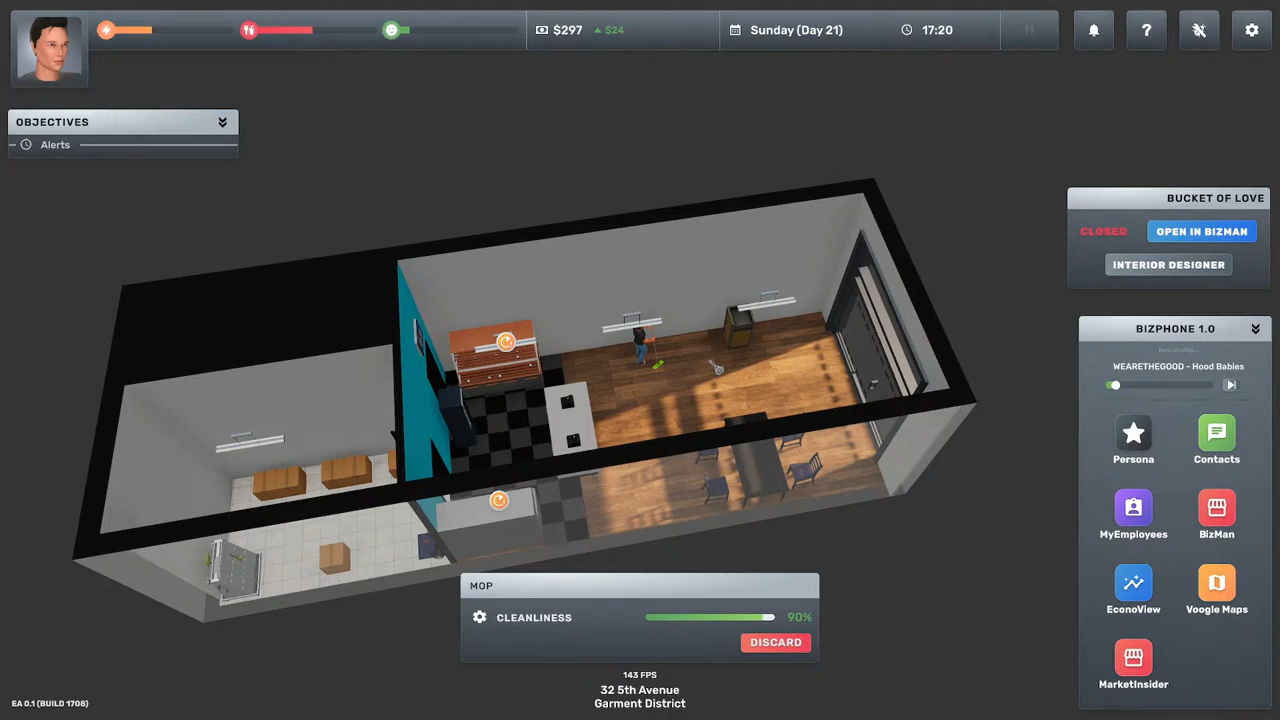 $297
$24
Sunday (Day 21)
17:20
?
OBJECTIVES
Alerts
BUCKET OF LOVE
CLOSED
OPEN IN BIZMAN
INTERIOR DESIGNER
BIZPHONE 1.0
Now playing...
WEARETHEGOOD - Hood Babies
Persona
Contacts
MyEmployees
BizMan
EconoView
Voogle Maps
MarketInsider
MOP
CLEANLINESS
90%
DISCARD
143 FPS
32 5th Avenue
Garment District
EA 0.1 (BUILD 1708)